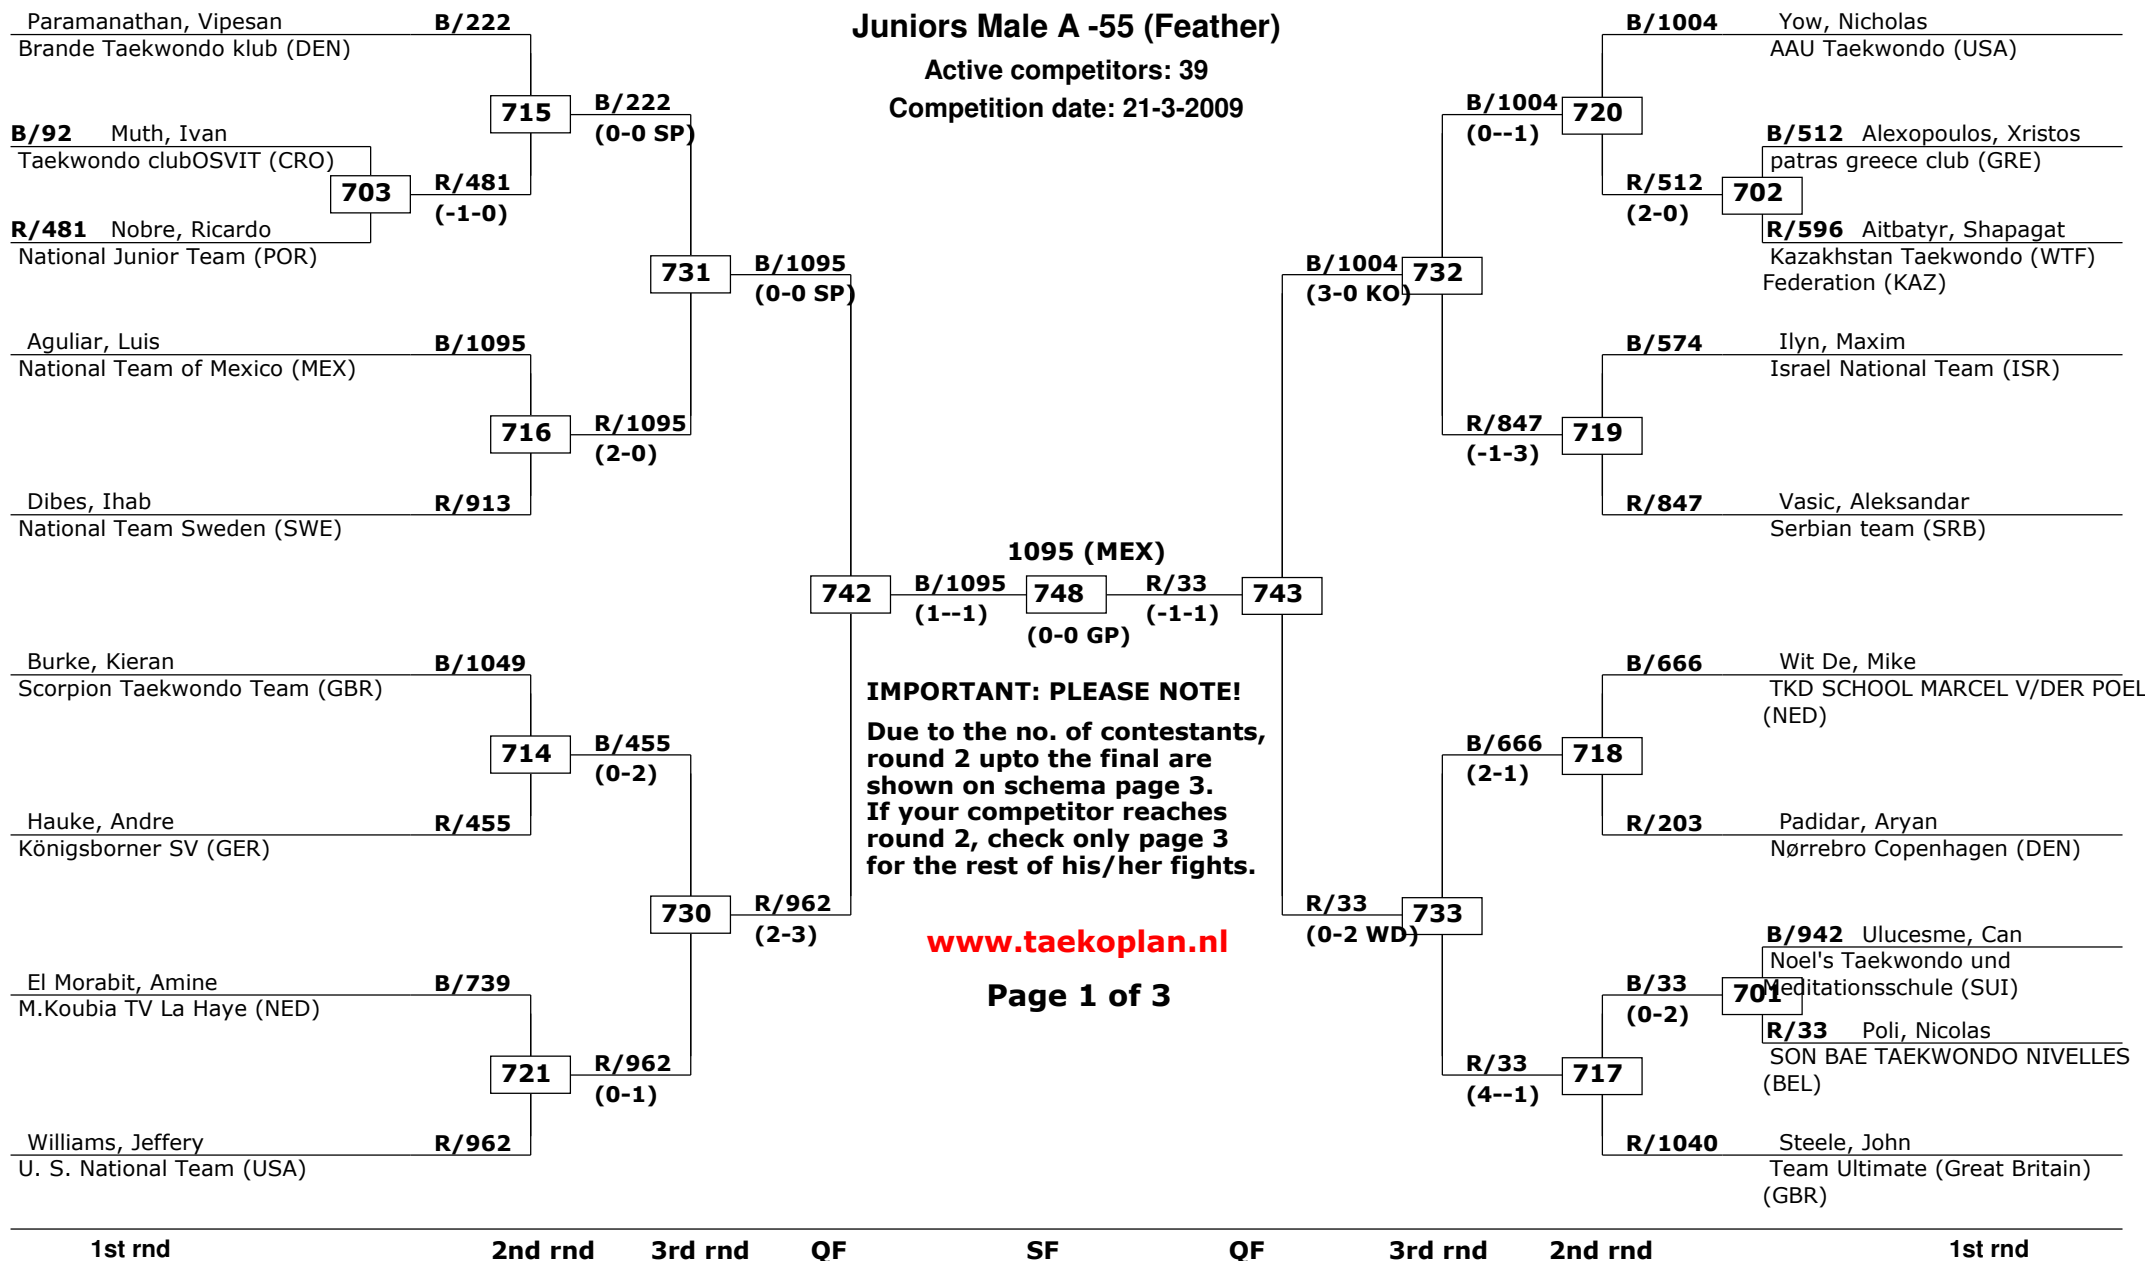 Juniors Male A -55 (Feather)
Active competitors: 39
Competition date: 21-3-2009
Paramanathan, Vipesan
B/222
Brande Taekwondo klub (DEN)
715
B/222
(0-0 SP)
B/92 Muth, Ivan
Taekwondo clubOSVIT (CRO)
703
R/481
(-1-0)
R/481 Nobre, Ricardo
National Junior Team (POR)
731
B/1095
(0-0 SP)
Aguliar, Luis
B/1095
National Team of Mexico (MEX)
716
R/1095
(2-0)
Dibes, Ihab
R/913
National Team Sweden (SWE)
742
B/1095
(1--1)
Burke, Kieran
B/1049
Scorpion Taekwondo Team (GBR)
714
B/455
(0-2)
Hauke, Andre
R/455
Königsborner SV (GER)
730
R/962
(2-3)
El Morabit, Amine
B/739
M.Koubia TV La Haye (NED)
721
R/962
(0-1)
Williams, Jeffery
R/962
U. S. National Team (USA)
1095 (MEX)
748
(0-0 GP)
R/33
(-1-1)
743
IMPORTANT: PLEASE NOTE!
Due to the no. of contestants,
round 2 upto the final are
shown on schema page 3.
If your competitor reaches
round 2, check only page 3
for the rest of his/her fights.
www.taekoplan.nl
Page 1 of 3
B/1004
Yow, Nicholas
AAU Taekwondo (USA)
B/1004
(0--1)
720
B/512 Alexopoulos, Xristos
patras greece club (GRE)
R/512
(2-0)
702
R/596 Aitbatyr, Shapagat
Kazakhstan Taekwondo (WTF)
Federation (KAZ)
B/1004
(3-0 KO)
732
B/574
Ilyn, Maxim
Israel National Team (ISR)
R/847
(-1-3)
719
R/847
Vasic, Aleksandar
Serbian team (SRB)
B/666
Wit De, Mike
TKD SCHOOL MARCEL V/DER POEL
(NED)
B/666
(2-1)
718
R/203
Padidar, Aryan
Nørrebro Copenhagen (DEN)
R/33
(0-2 WD)
733
B/942 Ulucesme, Can
Noel's Taekwondo und
Meditationsschule (SUI)
B/33
(0-2)
701
R/33 Poli, Nicolas
SON BAE TAEKWONDO NIVELLES
(BEL)
R/33
(4--1)
717
R/1040
Steele, John
Team Ultimate (Great Britain)
(GBR)
1st rnd 2nd rnd 3rd rnd QF SF QF 3rd rnd 2nd rnd 1st rnd